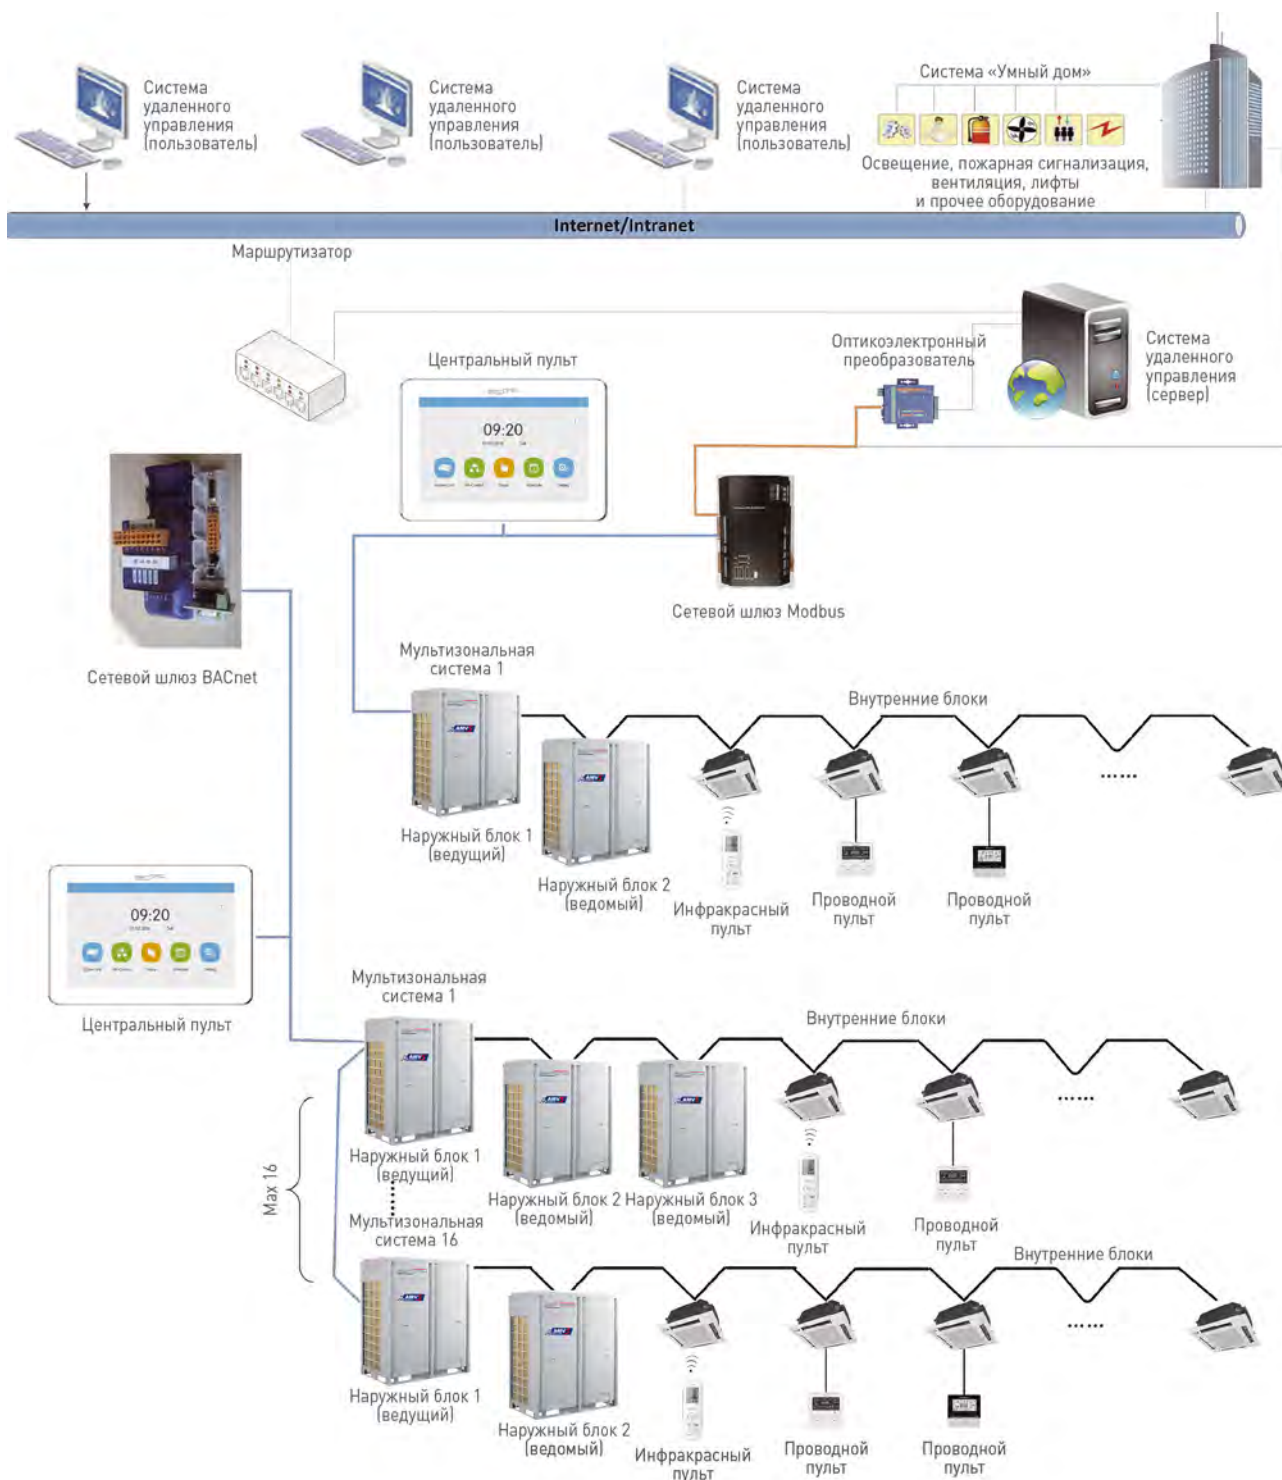 Система
удаленного
управления
(пользователь)
Система
удаленного
управления
(пользователь)
Система
удаленного
управления
(пользователь)
Система «Умный дом»
Освещение, пожарная сигнализация,
вентиляция, лифты
и прочее оборудование
Internet/Intranet
Маршрутизатор
Центральный пульт
09:20
Оптикоэлектронный
преобразователь
Система
удаленного
управления
(сервер)
Сетевой шлюз BACnet
Сетевой шлюз Modbus
Мультизональная
система 1
Внутренние блоки
......
Наружный блок 1
(ведущий)
Наружный блок 2
(ведомый)
Инфракрасный
пульт
Проводной
пульт
Проводной
пульт
09:20
Центральный пульт
Мультизональная
система 1
Внутренние блоки
......
Наружный блок 1
(ведущий)
Наружный блок 2
(ведомый)
Наружный блок 3
(ведомый)
Инфракрасный
пульт
Проводной
пульт
Max 16
Мультизональная
система 16
Внутренние блоки
......
Наружный блок 1
(ведущий)
Наружный блок 2
(ведомый)
Инфракрасный
пульт
Проводной
пульт
Проводной
пульт